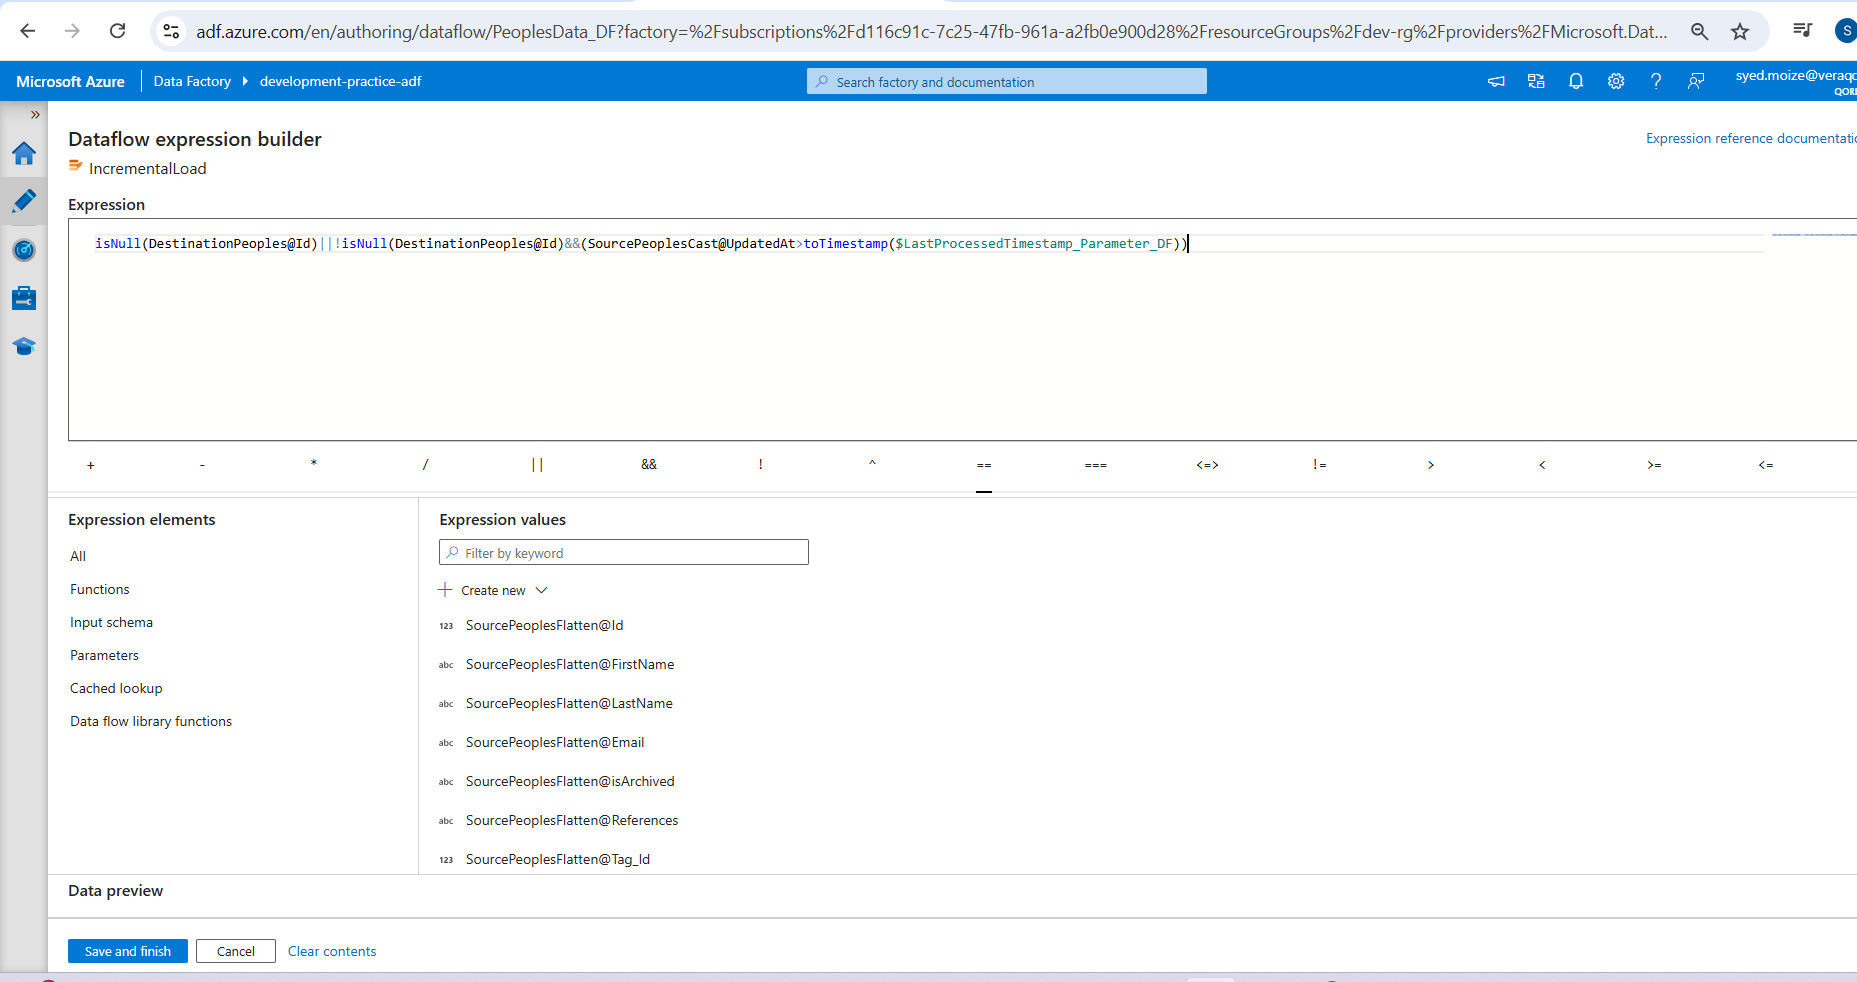 adf.azure.com/en/authoring/dataflow/PeoplesData_DF?factory=%2Fsubscriptions%2Fd116c91c-7c25-47fb-961a-a2fb0e900d28%2FresourceGroups%2Fdev-rg%2Fproviders%2FMicrosoft.Dat...
S
Microsoft Azure
Data Factory
development-practice-adf
Search factory and documentation
syed.moize@veraqo
QORI
Dataflow expression builder
Expression reference documentatio
IncrementalLoad
Expression
isNull(DestinationPeoples@Id)||!isNull(DestinationPeoples@Id)&&(SourcePeoplesCast@UpdatedAt>toTimestamp($LastProcessedTimestamp_Parameter_DF))
+ - * / || && ! ^ == === <=> != > < >= <=
Expression elements
All
Functions
Input schema
Parameters
Cached lookup
Data flow library functions
Expression values
Filter by keyword
Create new
123 SourcePeoplesFlatten@Id
abc SourcePeoplesFlatten@FirstName
abc SourcePeoplesFlatten@LastName
abc SourcePeoplesFlatten@Email
abc SourcePeoplesFlatten@isArchived
abc SourcePeoplesFlatten@References
123 SourcePeoplesFlatten@Tag_Id
Data preview
Save and finish
Cancel
Clear contents